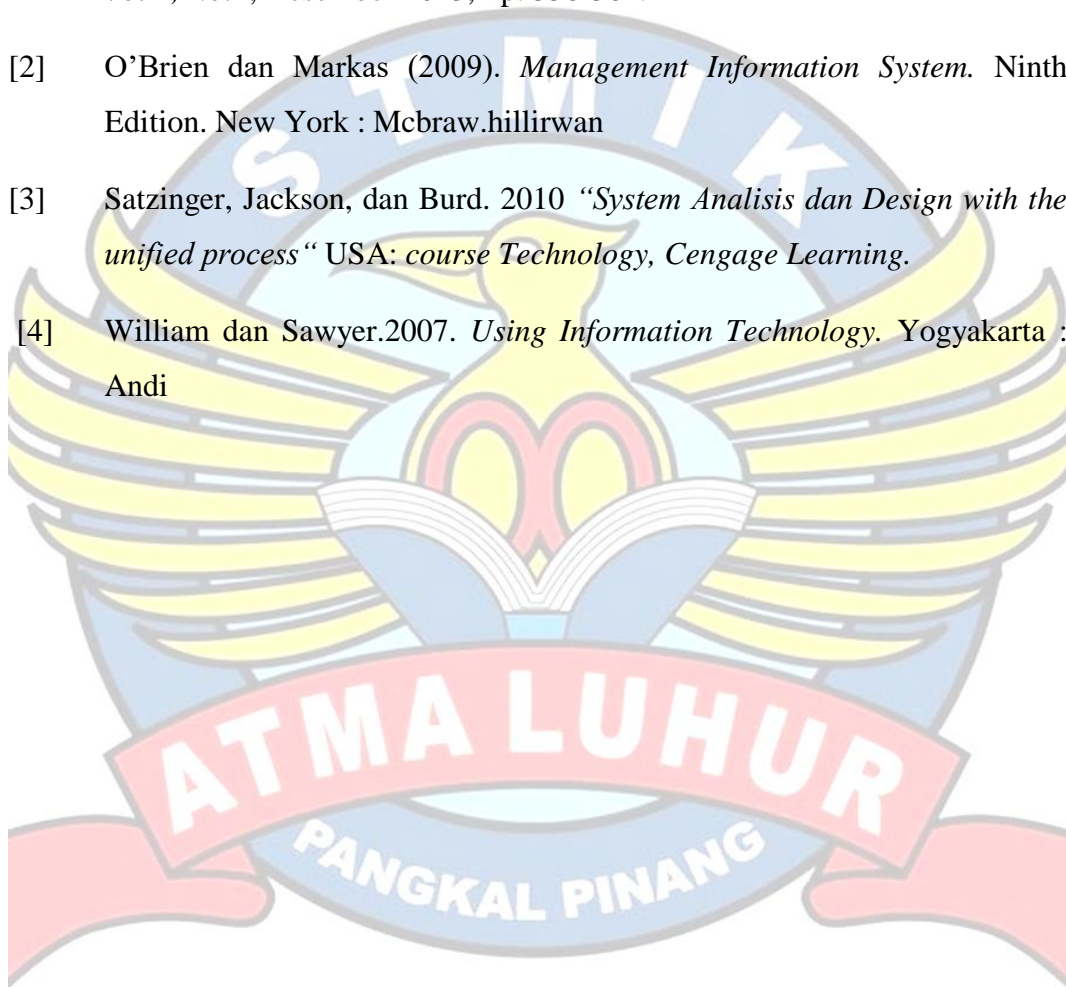 [2] O’Brien dan Markas (2009). Management Information System. Ninth
Edition. New York : Mcbraw.hillirwan
[3] Satzinger, Jackson, dan Burd. 2010 “System Analisis dan Design with the
unified process“ USA: course Technology, Cengage Learning.
[4] William dan Sawyer.2007. Using Information Technology. Yogyakarta :
Andi
STMIK
ATMA LUHUR
PANGKAL PINANG